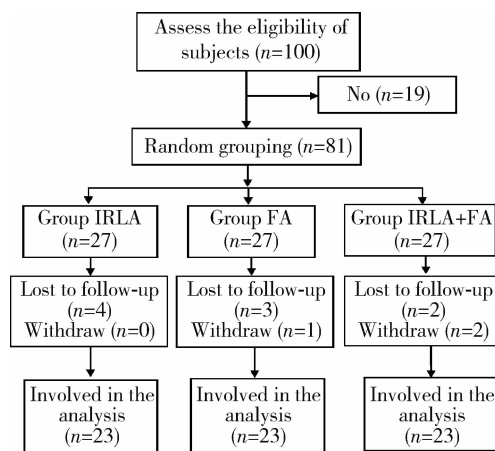 Assess the eligibility of
subjects (n=100)
No (n=19)
Random grouping (n=81)
Group IRLA
(n=27)
Group FA
(n=27)
Group IRLA+FA
(n=27)
Lost to follow-up
(n=4)
Withdraw (n=0)
Lost to follow-up
(n=3)
Withdraw (n=1)
Lost to follow-up
(n=2)
Withdraw (n=2)
Involved in the
analysis
(n=23)
Involved in the
analysis
(n=23)
Involved in the
analysis
(n=23)